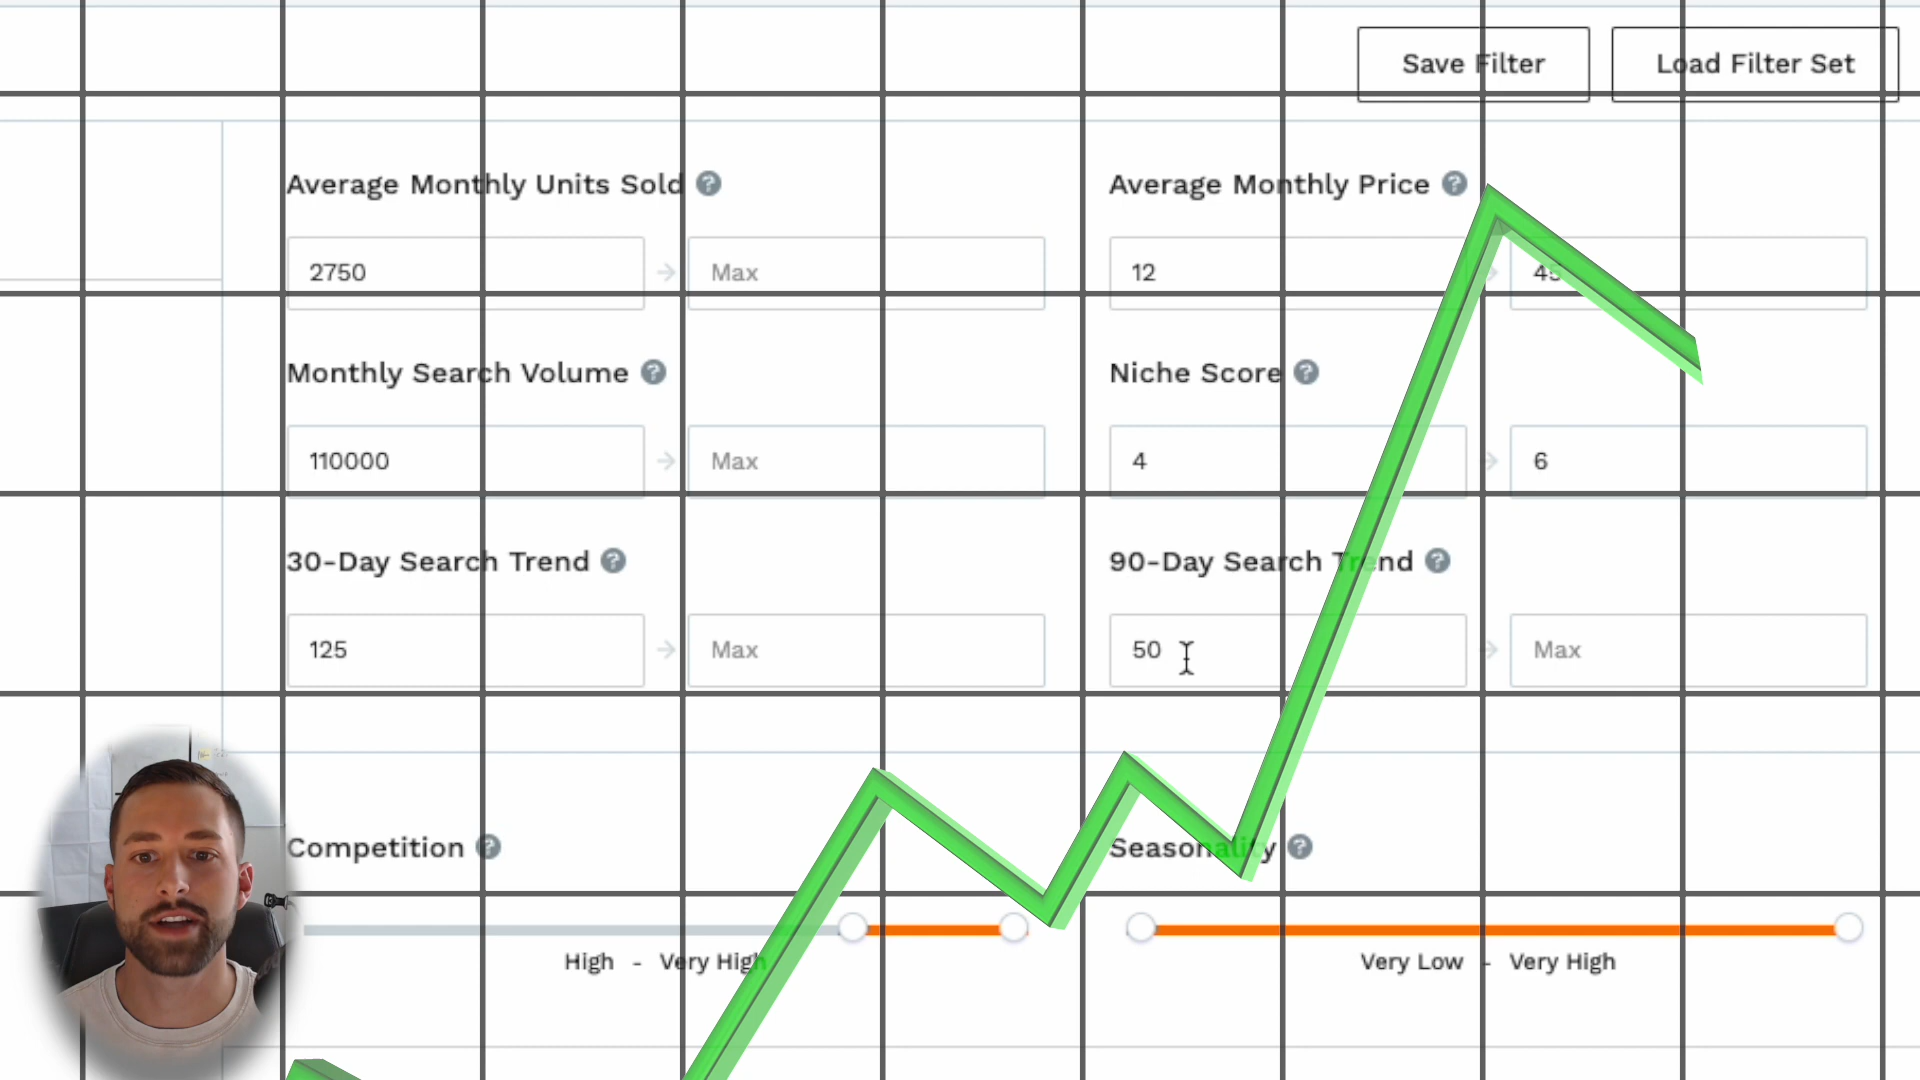 Save Filter Load Filter Set
Average Monthly Units Sold ? Average Monthly Price ?
2750 Max 12 45
Monthly Search Volume ? Niche Score ?
110000 Max 4 6
30-Day Search Trend ? 90-Day Search Trend ?
125 Max 50 Max
Competition ? Seasonality ?
High - Very High Very Low - Very High